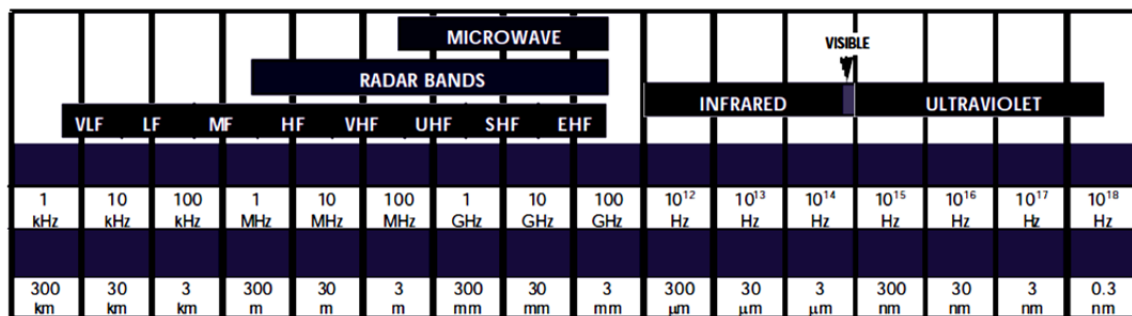 MICROWAVE
VISIBLE
RADAR BANDS
INFRARED ULTRAVIOLET
VLF LF MF HF VHF UHF SHF EHF
1 10 100 1 10 100 1 10 100 10¹² 10¹³ 10¹⁴ 10¹⁵ 10¹⁶ 10¹⁷ 10¹⁸
kHz kHz kHz MHz MHz MHz GHz GHz GHz Hz Hz Hz Hz Hz Hz Hz
300 30 3 300 30 3 300 30 3 300 30 3 300 30 3 0.3
km km km m m m mm mm mm μm μm μm nm nm nm nm